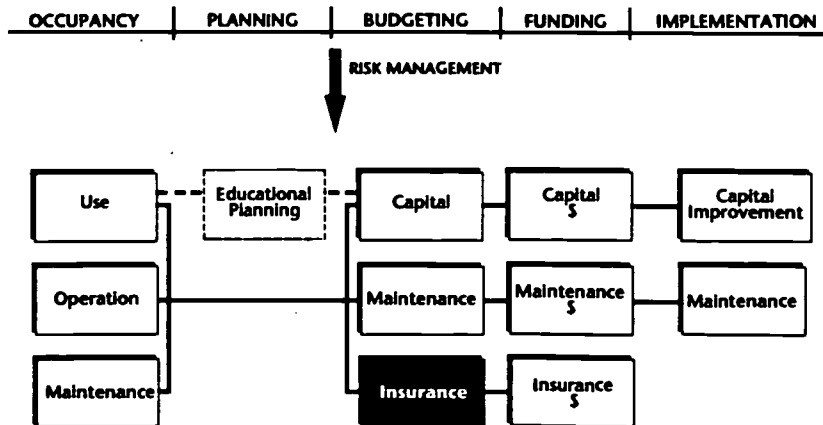 OCCUPANCY PLANNING BUDGETING FUNDING IMPLEMENTATION
RISK MANAGEMENT
Use
Educational
Planning
Capital
Capital
$
Capital
Improvement
Operation
Maintenance
Maintenance
$
Maintenance
Maintenance
Insurance
Insurance
$